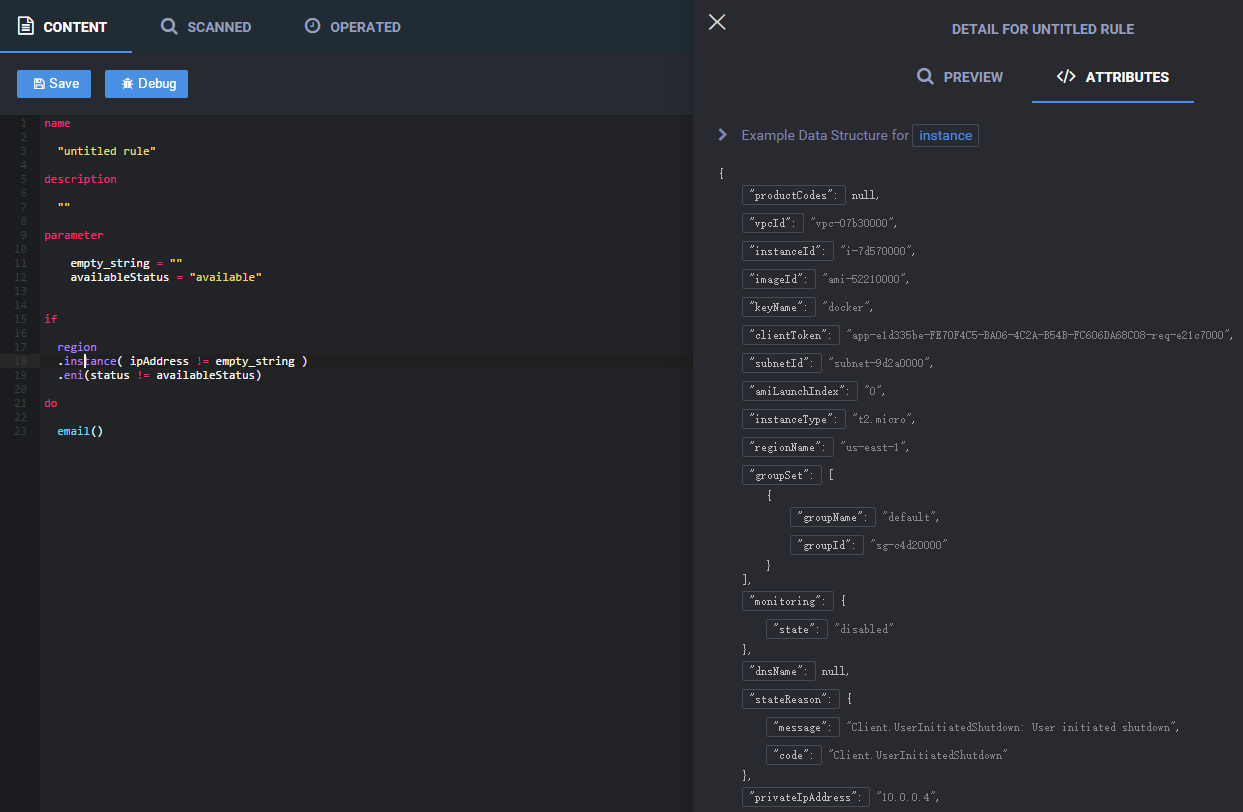 CONTENT SCANNED OPERATED
Save Debug
1 name
2
3 "untitled rule"
4
5 description
6
7 ""
8
9 parameter
10
11 empty_string = ""
12 availableStatus = "available"
13
14
15 if
16
17 region
18 .instance( ipAddress != empty_string )
19 .eni(status != availableStatus)
20
21 do
22
23 email()
DETAIL FOR UNTITLED RULE
PREVIEW </> ATTRIBUTES
Example Data Structure for instance
{
"productCodes": null,
"vpcId": "vpc-07b30000",
"instanceId": "i-7d570000",
"imageId": "ami-52210000",
"keyName": "docker",
"clientToken": "app-e1d335be-FE70F4C5-BA06-4C2A-B54B-FC606DA68C08-req-e21c7000",
"subnetId": "subnet-9d2a0000",
"amiLaunchIndex": "0",
"instanceType": "t2.micro",
"regionName": "us-east-1",
"groupSet": [
{
"groupName": "default",
"groupId": "sg-c4d20000"
}
],
"monitoring": {
"state": "disabled"
},
"dnsName": null,
"stateReason": {
"message": "Client.UserInitiatedShutdown: User initiated shutdown",
"code": "Client.UserInitiatedShutdown"
},
"privateIpAddress": "10.0.0.4",